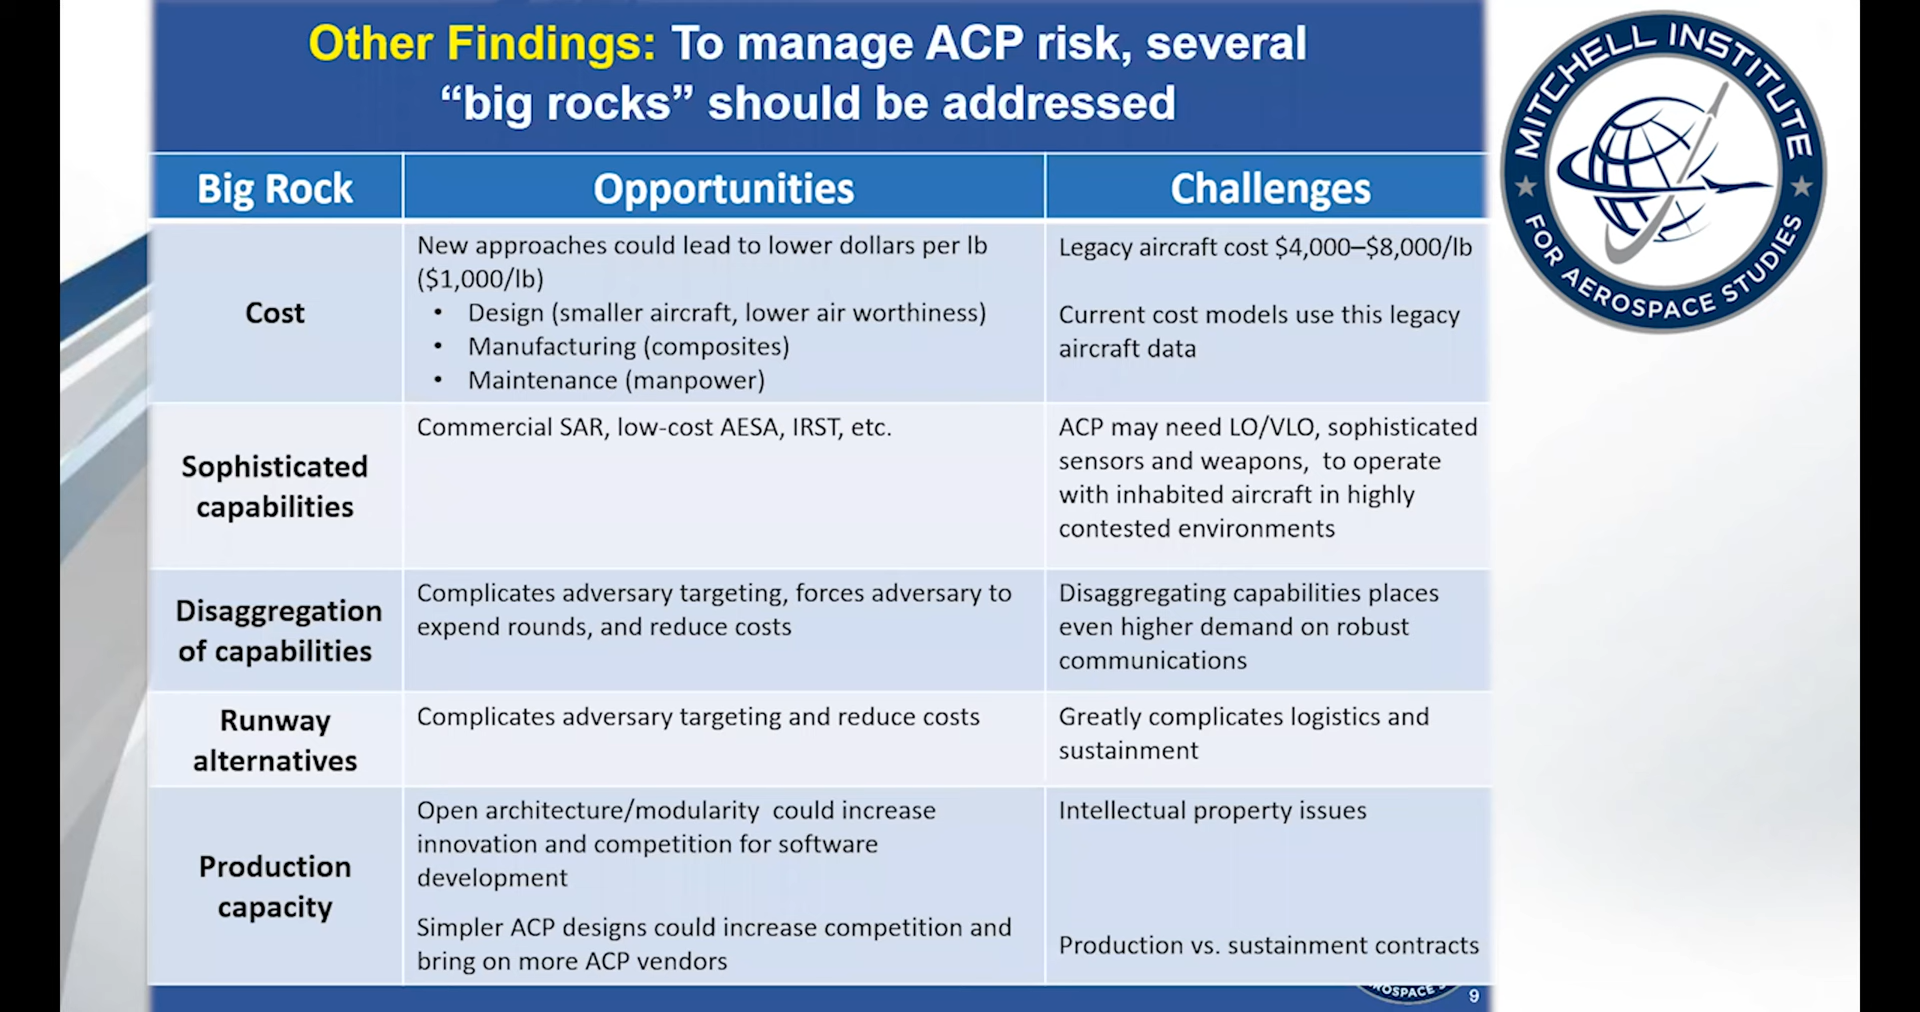 Other Findings: To manage ACP risk, several
“big rocks” should be addressed
MITCHELL INSTITUTE
FOR AEROSPACE STUDIES
Big Rock
Opportunities
Challenges
Cost
New approaches could lead to lower dollars per lb
($1,000/lb)
• Design (smaller aircraft, lower air worthiness)
• Manufacturing (composites)
• Maintenance (manpower)
Legacy aircraft cost $4,000–$8,000/lb
Current cost models use this legacy
aircraft data
Sophisticated
capabilities
Commercial SAR, low-cost AESA, IRST, etc.
ACP may need LO/VLO, sophisticated
sensors and weapons,  to operate
with inhabited aircraft in highly
contested environments
Disaggregation
of capabilities
Complicates adversary targeting, forces adversary to
expend rounds, and reduce costs
Disaggregating capabilities places
even higher demand on robust
communications
Runway
alternatives
Complicates adversary targeting and reduce costs
Greatly complicates logistics and
sustainment
Production
capacity
Open architecture/modularity  could increase
innovation and competition for software
development
Simpler ACP designs could increase competition and
bring on more ACP vendors
Intellectual property issues
Production vs. sustainment contracts
9